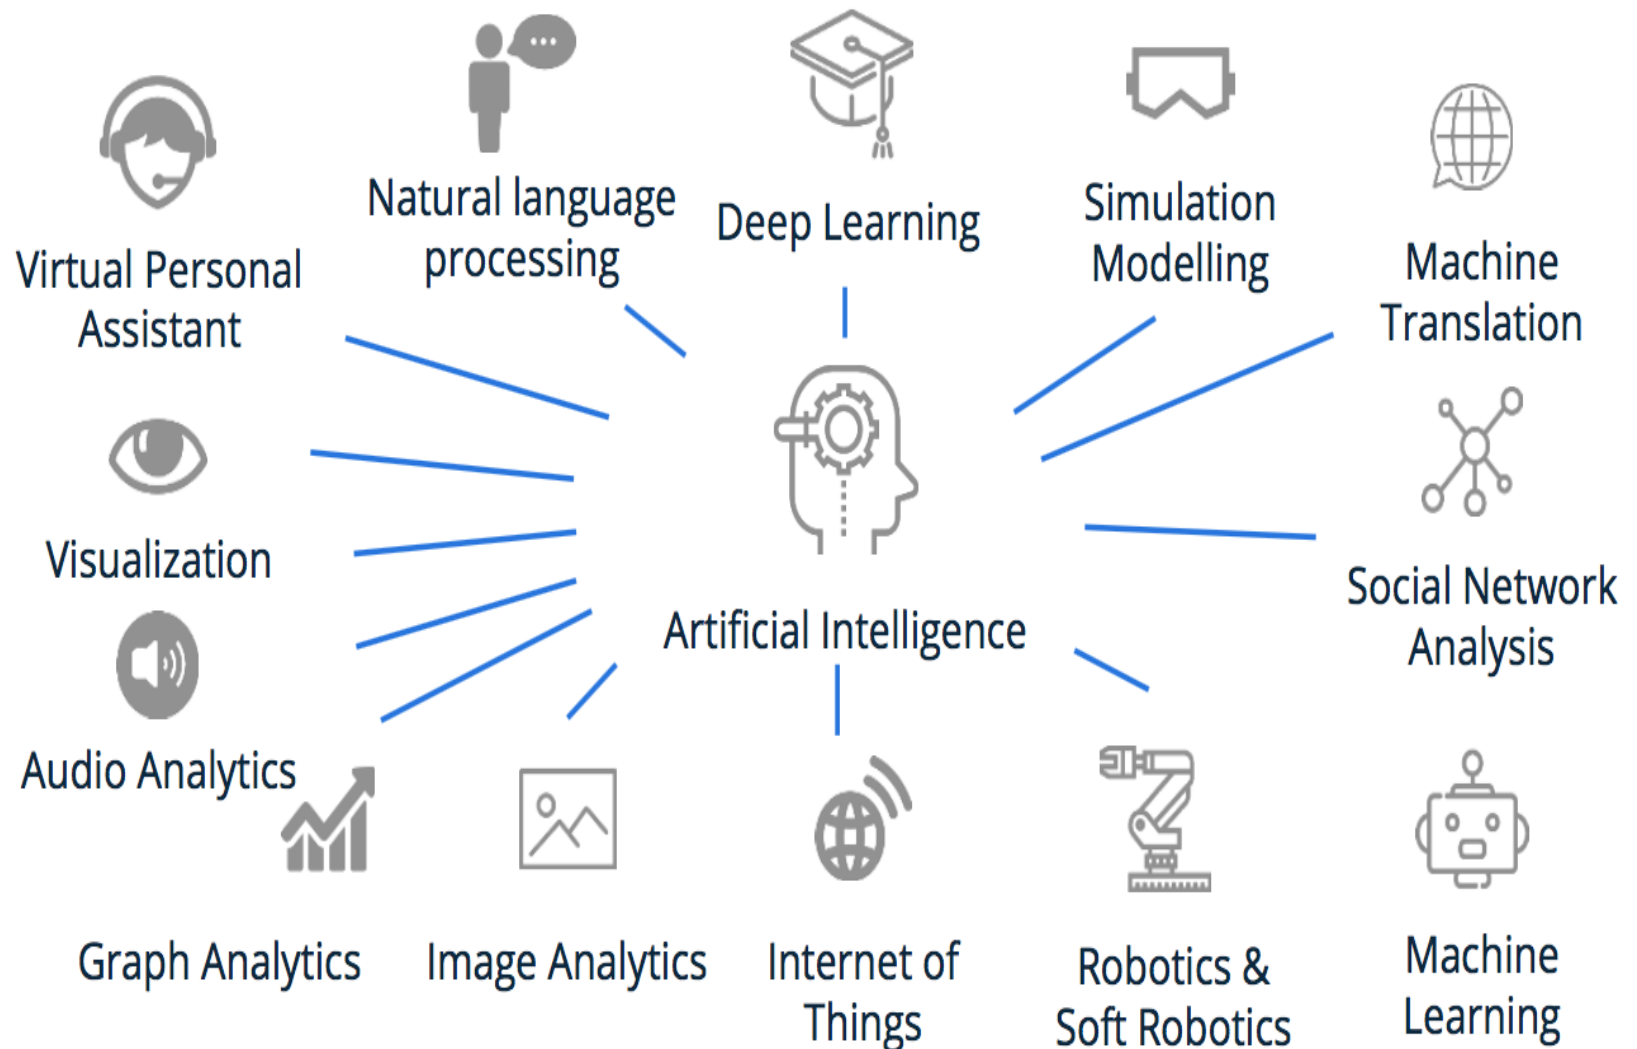 Virtual Personal
Assistant
Natural language
processing
Deep Learning
Simulation
Modelling
Machine
Translation
Visualization
Artificial Intelligence
Social Network
Analysis
Audio Analytics
Graph Analytics
Image Analytics
Internet of
Things
Robotics &
Soft Robotics
Machine
Learning